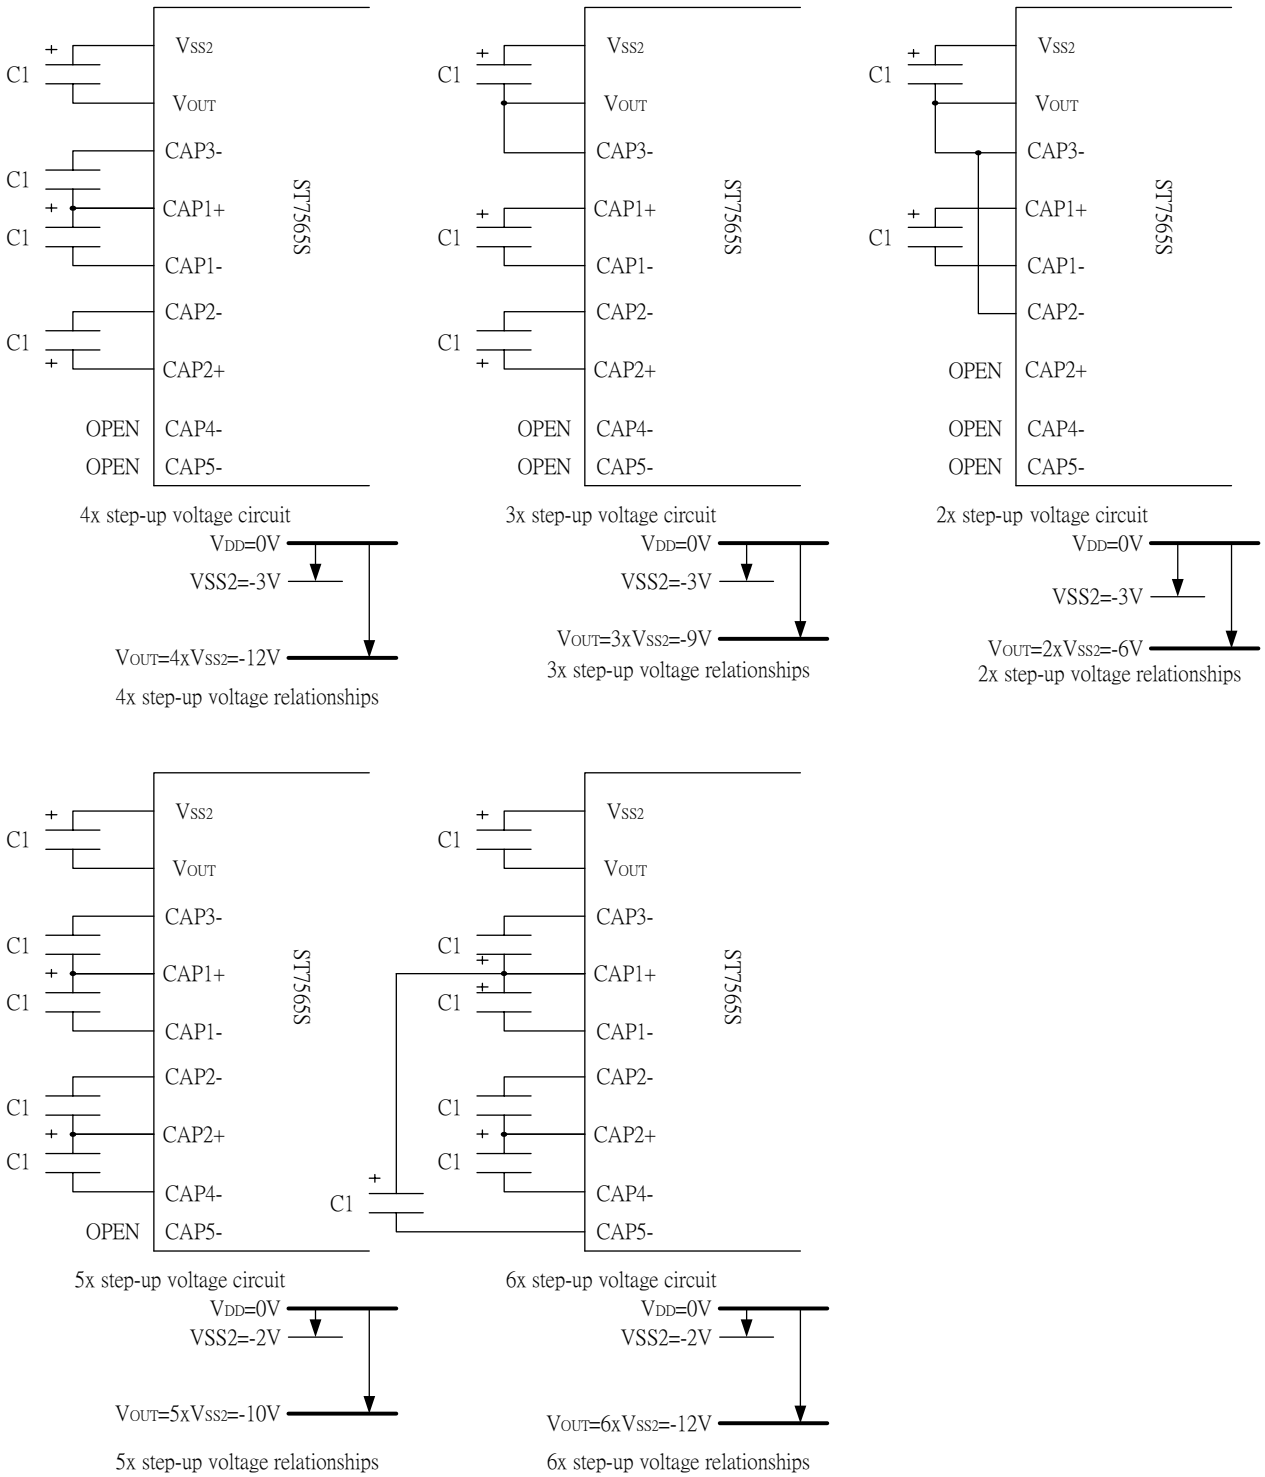 +
C1
VSS2
VOUT
CAP3-
C1
+
CAP1+
C1
CAP1-
CAP2-
C1
+
CAP2+
OPEN CAP4-
OPEN CAP5-
ST7565S
4x step-up voltage circuit
VDD=0V
VSS2=-3V
VOUT=4xVSS2=-12V
4x step-up voltage relationships
+
C1
VSS2
VOUT
CAP3-
+
CAP1+
C1
CAP1-
CAP2-
C1
+
CAP2+
OPEN CAP4-
OPEN CAP5-
ST7565S
3x step-up voltage circuit
VDD=0V
VSS2=-3V
VOUT=3xVSS2=-9V
3x step-up voltage relationships
+
C1
VSS2
VOUT
CAP3-
+
CAP1+
C1
CAP1-
CAP2-
OPEN CAP2+
OPEN CAP4-
OPEN CAP5-
ST7565S
2x step-up voltage circuit
VDD=0V
VSS2=-3V
VOUT=2xVSS2=-6V
2x step-up voltage relationships
+
C1
VSS2
VOUT
CAP3-
C1
+
CAP1+
C1
CAP1-
CAP2-
C1
+
CAP2+
C1
CAP4-
OPEN CAP5-
ST7565S
5x step-up voltage circuit
VDD=0V
VSS2=-2V
VOUT=5xVSS2=-10V
5x step-up voltage relationships
+
C1
VSS2
VOUT
CAP3-
C1
+
CAP1+
+
C1
CAP1-
CAP2-
C1
+
CAP2+
C1
+
C1
CAP4-
CAP5-
ST7565S
6x step-up voltage circuit
VDD=0V
VSS2=-2V
VOUT=6xVSS2=-12V
6x step-up voltage relationships